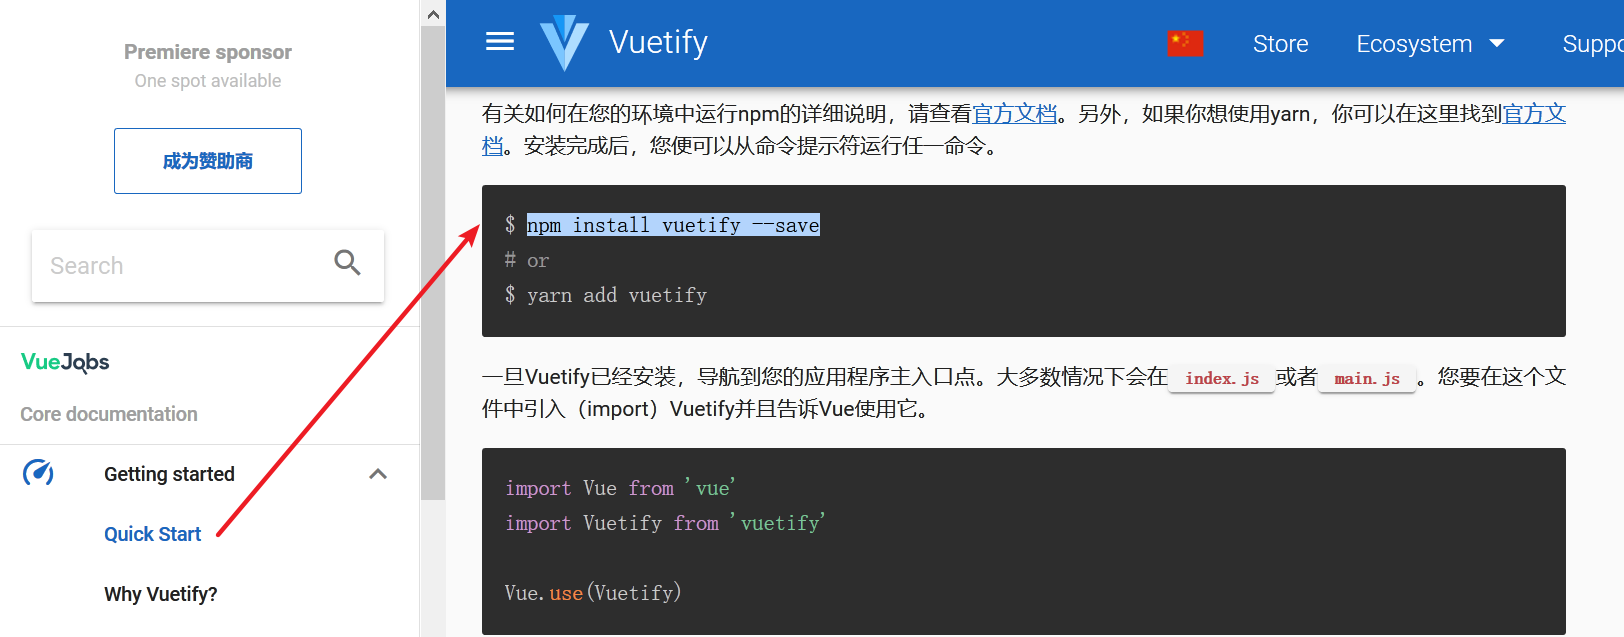 Premiere sponsor
One spot available
成为赞助商
Search
VueJobs
Core documentation
Getting started
Quick Start
Why Vuetify?
Vuetify
Store
Ecosystem
Suppo
有关如何在您的环境中运行npm的详细说明，请查看官方文档。另外，如果你想使用yarn，你可以在这里找到官方文
档。安装完成后，您便可以从命令提示符运行任一命令。
$ npm install vuetify --save
# or
$ yarn add vuetify
一旦Vuetify已经安装，导航到您的应用程序主入口点。大多数情况下会在 index.js 或者 main.js 。您要在这个文
件中引入（import）Vuetify并且告诉Vue使用它。
import Vue from 'vue'
import Vuetify from 'vuetify'
Vue.use(Vuetify)